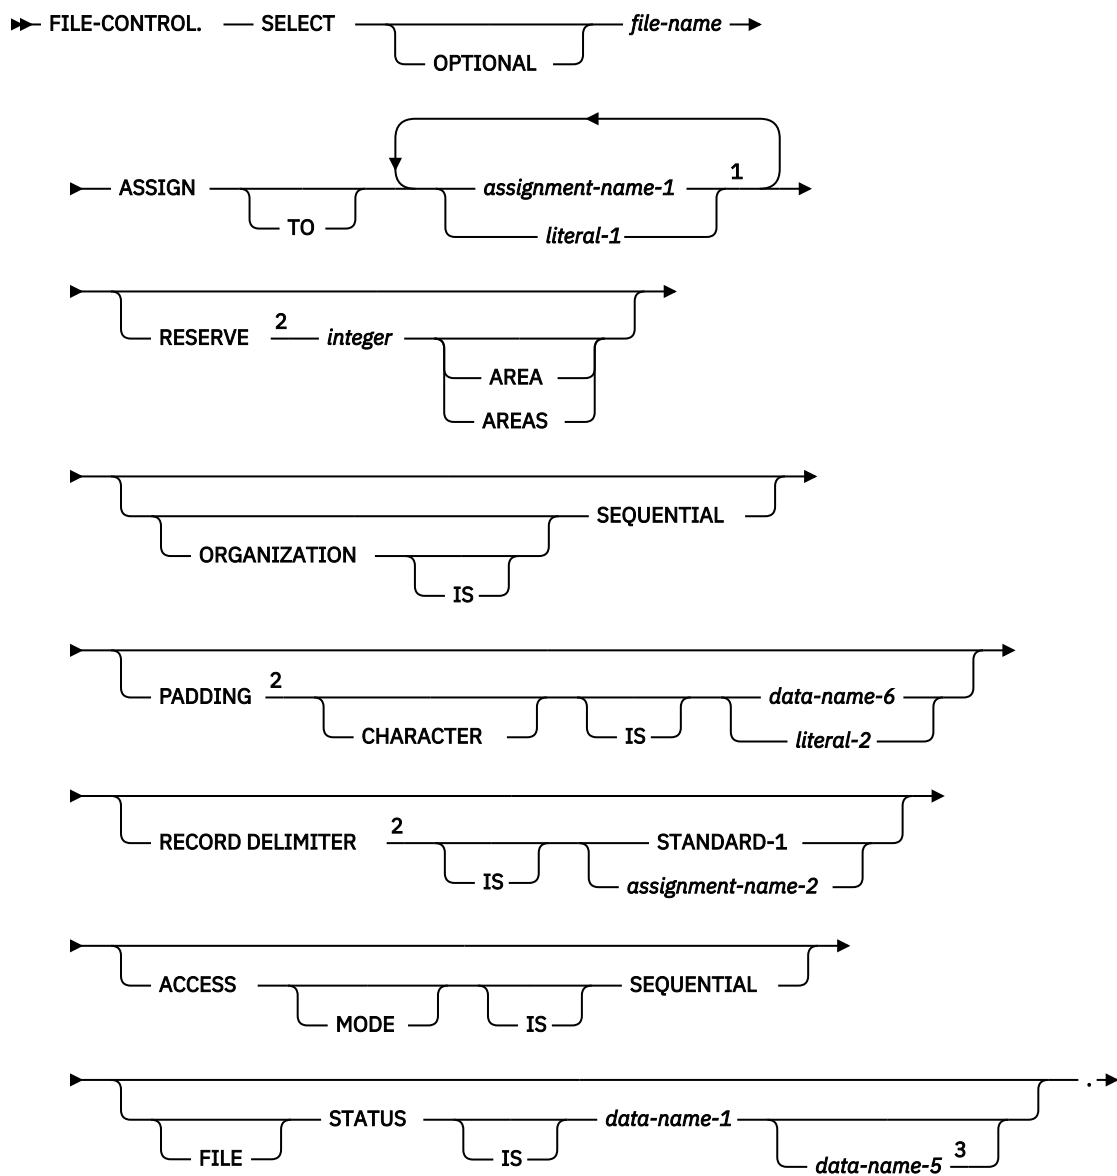 FILE-CONTROL. SELECT file-name
OPTIONAL
ASSIGN assignment-name-1 1
TO literal-1
RESERVE 2 integer
AREA
AREAS
SEQUENTIAL
ORGANIZATION
IS
PADDING 2 data-name-6
CHARACTER IS literal-2
RECORD DELIMITER 2 STANDARD-1
IS assignment-name-2
ACCESS SEQUENTIAL
MODE IS
.
STATUS data-name-1
FILE IS data-name-5 3